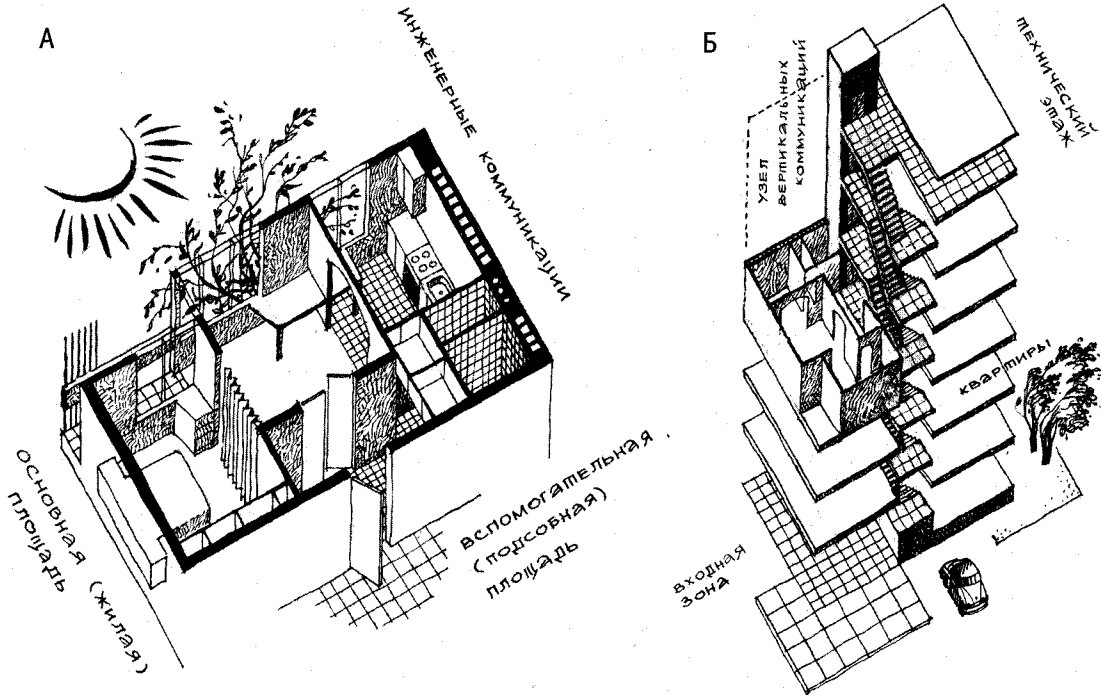 А
ИНЖЕНЕРНЫЕ КОММУНИКАЦИИ
ОСНОВНАЯ (ЖИЛАЯ)
ПЛОЩАДЬ
ВСПОМОГАТЕЛЬНАЯ
(ПОДСОБНАЯ)
ПЛОЩАДЬ
Б
УЗЕЛ
ВЕРТИКАЛЬНЫХ
КОММУНИКАЦИЙ
ТЕХНИЧЕСКИЙ
ЭТАЖ
КВАРТИРЫ
ВХОДНАЯ
ЗОНА